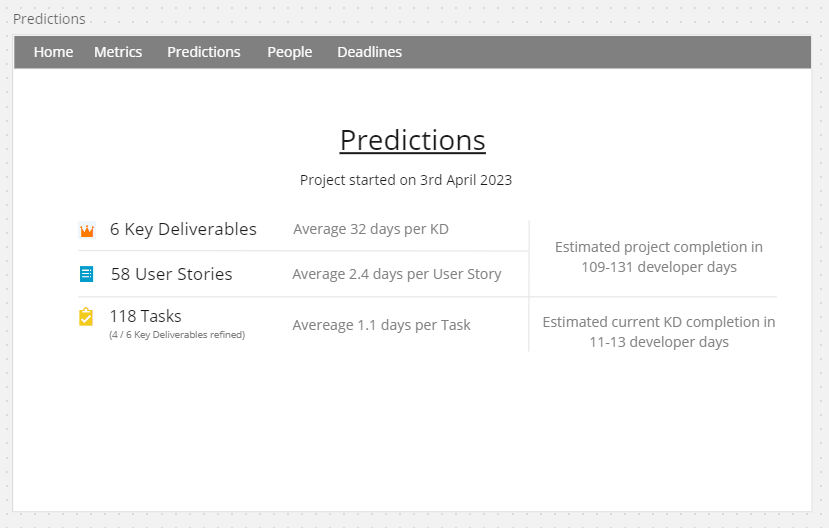 Predictions
Home Metrics Predictions People Deadlines
Predictions
Project started on 3rd April 2023
6 Key Deliverables
Average 32 days per KD
58 User Stories
Average 2.4 days per User Story
Estimated project completion in
109-131 developer days
118 Tasks
(4 / 6 Key Deliverables refined)
Avereage 1.1 days per Task
Estimated current KD completion in
11-13 developer days